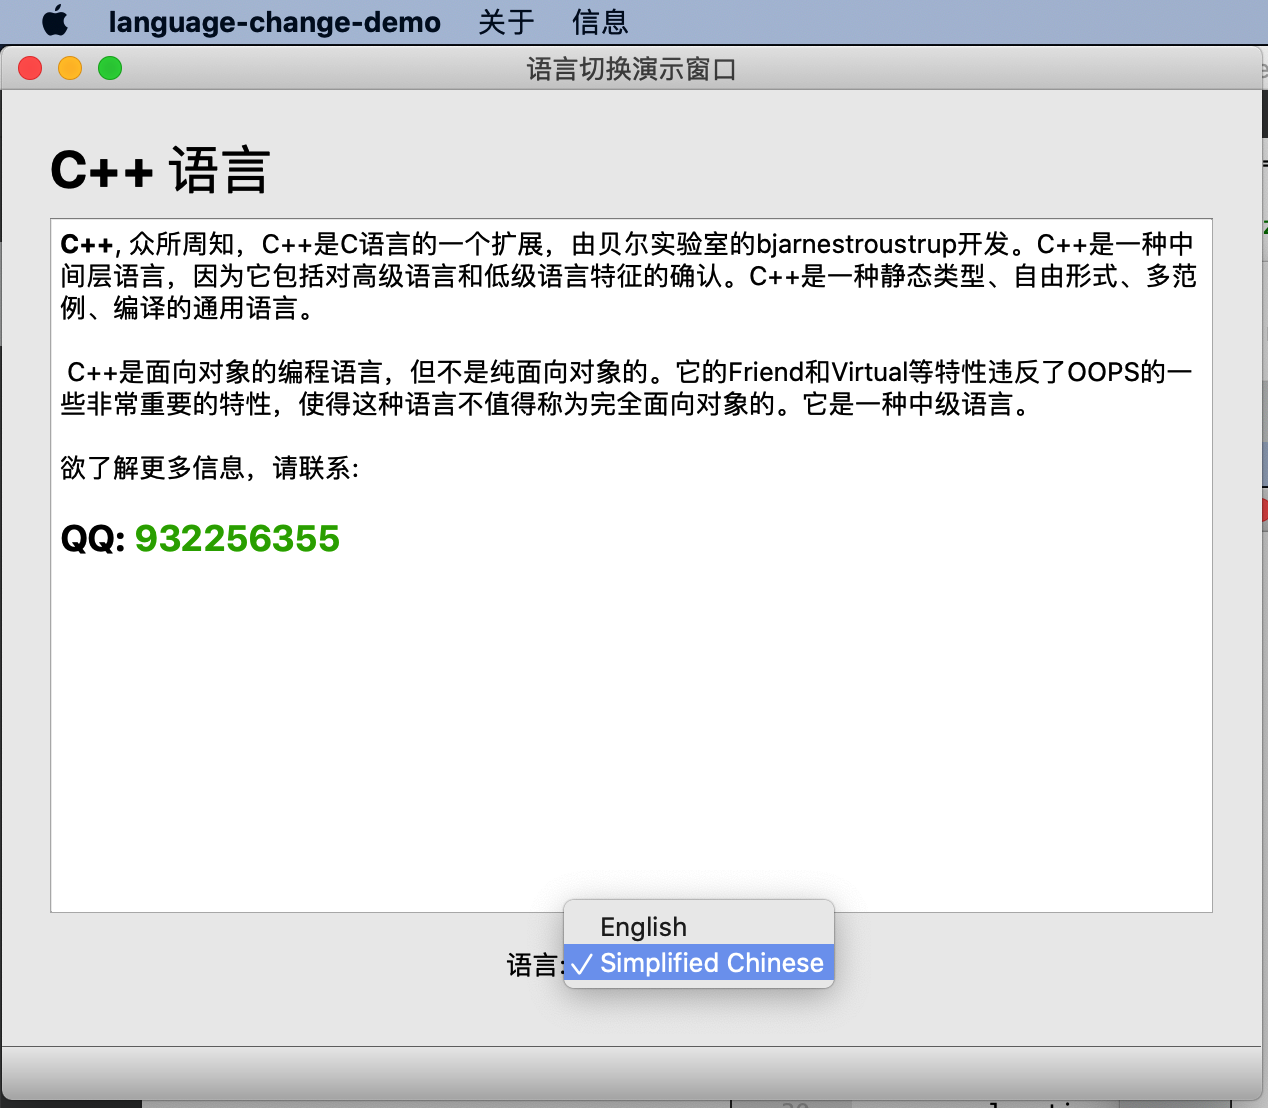 language-change-demo 关于 信息
语言切换演示窗口
C++ 语言
C++, 众所周知，C++是C语言的一个扩展，由贝尔实验室的bjarnestroustrup开发。C++是一种中
间层语言，因为它包括对高级语言和低级语言特征的确认。C++是一种静态类型、自由形式、多范
例、编译的通用语言。
C++是面向对象的编程语言，但不是纯面向对象的。它的Friend和Virtual等特性违反了OOPS的一
些非常重要的特性，使得这种语言不值得称为完全面向对象的。它是一种中级语言。
欲了解更多信息，请联系:
QQ: 932256355
English
语言: ✓ Simplified Chinese